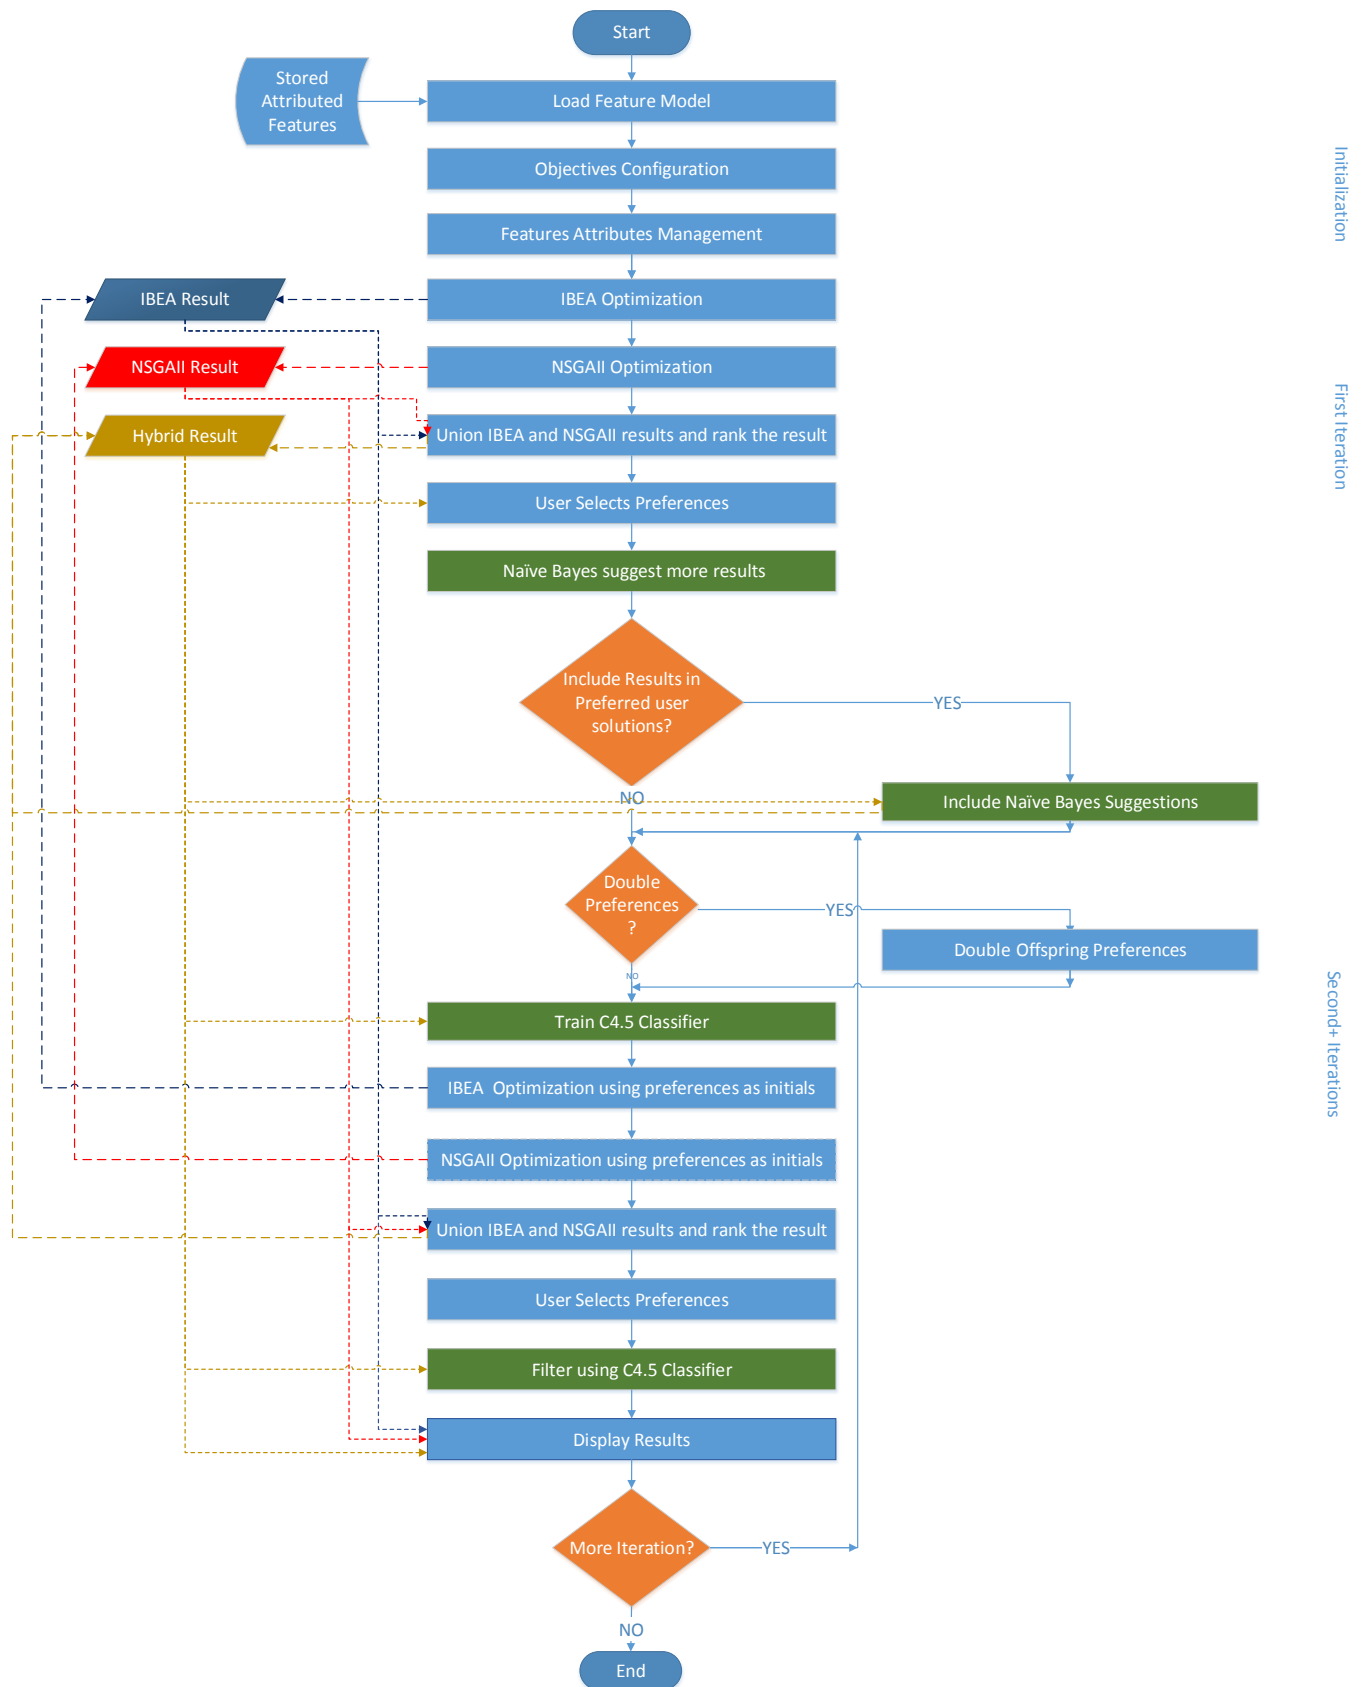 Start
Stored
Attributed
Features
Load Feature Model
Objectives Configuration
Initialization
Features Attributes Management
IBEA Result
IBEA Optimization
NSGAII Result
NSGAII Optimization
Hybrid Result
Union IBEA and NSGAII results and rank the result
First Iteration
User Selects Preferences
Naïve Bayes suggest more results
Include Results in
Preferred user
solutions?
YES
NO
Include Naïve Bayes Suggestions
Double
Preferences
?
YES
Double Offspring Preferences
NO
Train C4.5 Classifier
Second+ Iterations
IBEA  Optimization using preferences as initials
NSGAII Optimization using preferences as initials
Union IBEA and NSGAII results and rank the result
User Selects Preferences
Filter using C4.5 Classifier
Display Results
More Iteration?
YES
NO
End